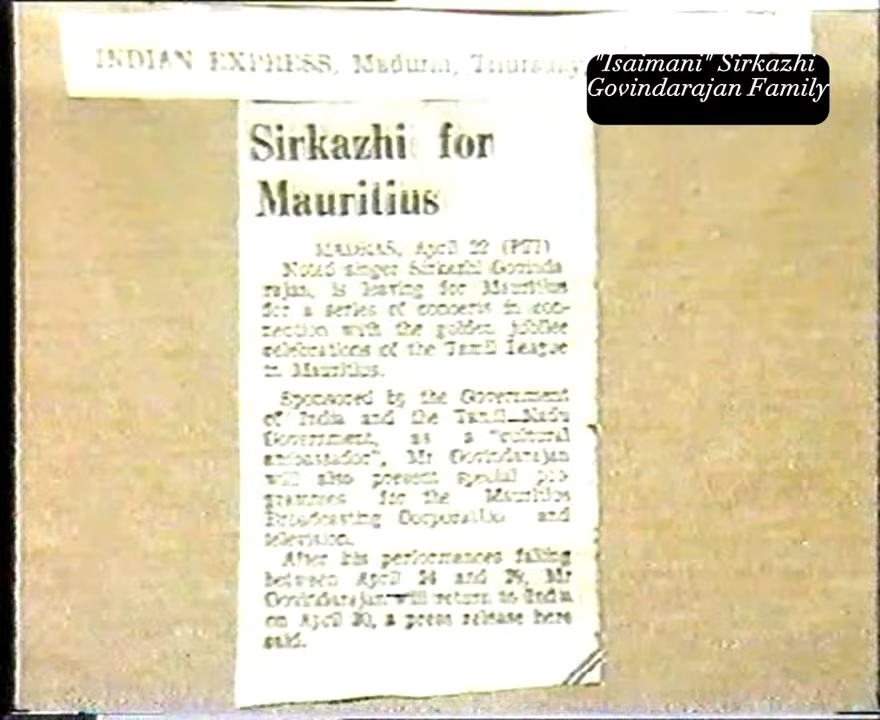 INDIAN EXPRESS, Madurai, Thursday,
"Isaimani" Sirkazhi
Govindarajan Family
Sirkazhi for
Mauritius
MADRAS, April 22 (PTI)
Noted singer Sirkazhi Govinda
rajan, is leaving for Mauritius
for a series of concerts in con-
nection with the golden jubilee
celebrations of the Tamil League
in Mauritius.
Sponsored by the Government
of India and the Tamil Nadu
Government, as a "cultural
ambassador", Mr Govindarajan
will also present special pro-
grammes for the Mauritius
Broadcasting Corporation and
television.
After his performances falling
between April 24 and 29, Mr
Govindarajan will return to India
on April 30, a press release here
said.